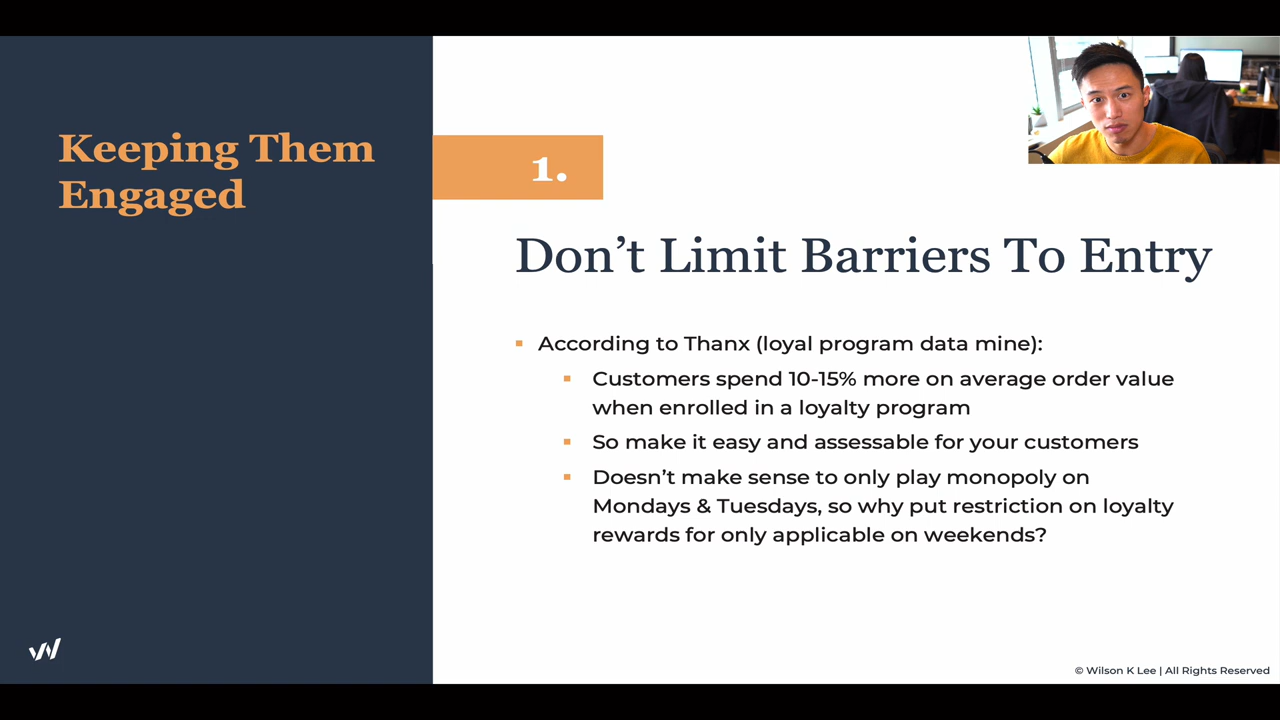 Keeping Them
Engaged
1.
Don’t Limit Barriers To Entry
According to Thanx (loyal program data mine):
Customers spend 10-15% more on average order value
when enrolled in a loyalty program
So make it easy and assessable for your customers
Doesn’t make sense to only play monopoly on
Mondays & Tuesdays, so why put restriction on loyalty
rewards for only applicable on weekends?
© Wilson K Lee | All Rights Reserved